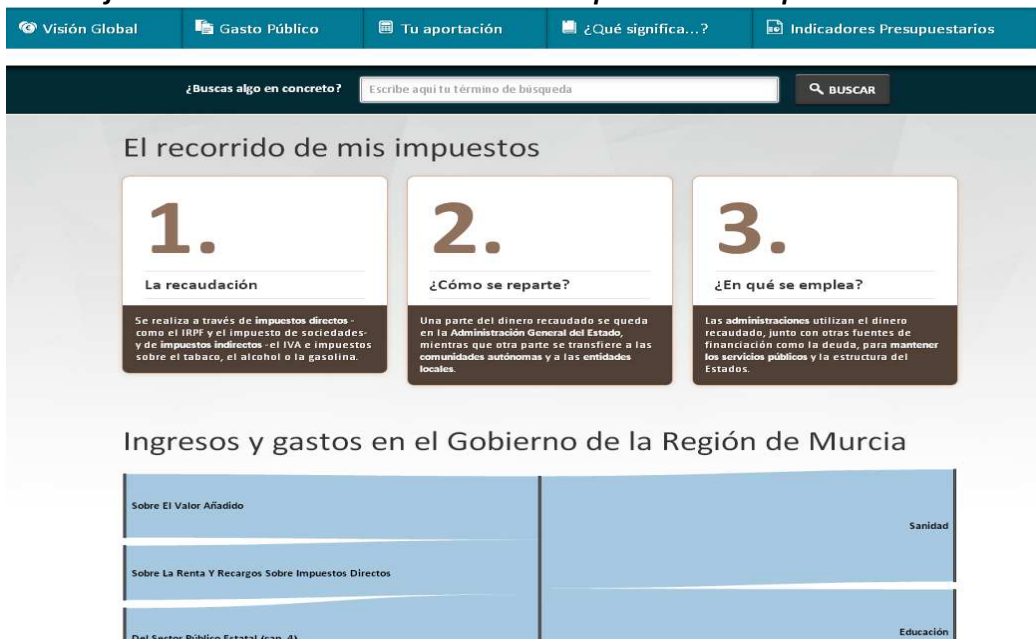 Visión Global
Gasto Público
Tu aportación
¿Qué significa...?
Indicadores Presupuestarios
¿Buscas algo en concreto?
Escribe aquí tu término de búsqueda
BUSCAR
El recorrido de mis impuestos
1.
La recaudación
Se realiza a través de impuestos directos -
como el IRPF y el impuesto de sociedades-
y de impuestos indirectos -el IVA e impuestos
sobre el tabaco, el alcohol o la gasolina.
2.
¿Cómo se reparte?
Una parte del dinero recaudado se queda
en la Administración General del Estado,
mientras que otra parte se transfiere a las
comunidades autónomas y a las entidades
locales.
3.
¿En qué se emplea?
Las administraciones utilizan el dinero
recaudado, junto con otras fuentes de
financiación como la deuda, para mantener
los servicios públicos y la estructura del
Estados.
Ingresos y gastos en el Gobierno de la Región de Murcia
Sobre El Valor Añadido
Sanidad
Sobre La Renta Y Recargos Sobre Impuestos Directos
Educación
Del Sector Público Estatal (cap. 4)